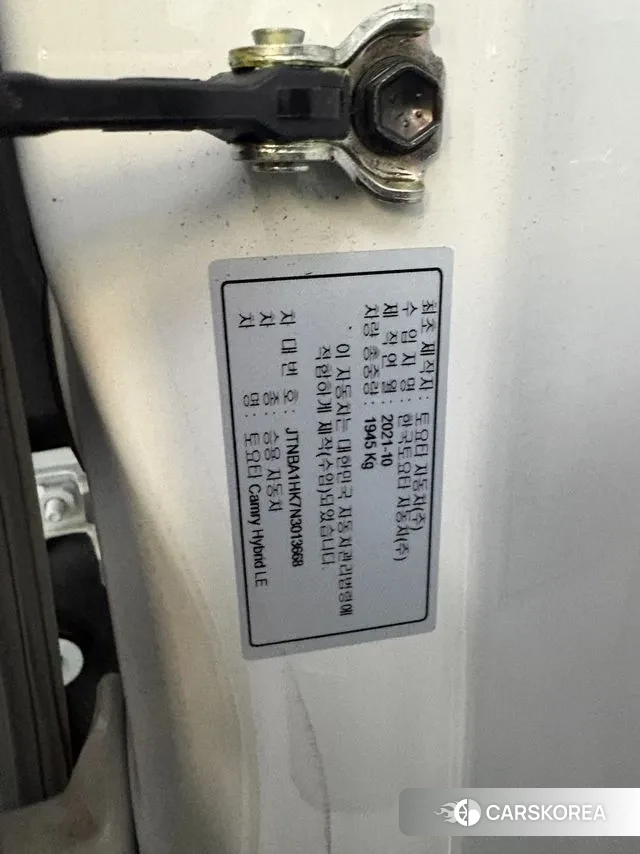 최초 제작자 : 토요타 자동차(주)
수 입 자 명 : 한국토요타 자동차(주)
제 작 연 월 : 2021-10
차량 총 중량 : 1945 Kg
이 자동차는 대한민국 자동차관리법령에
적합하게 제작(수입)되었습니다.
차 대 번 호 : JTNBA1HK7N3013668
차 종 : 승용 자동차
차 명 : 토요타 Camry Hybrid LE
CARSKOREA